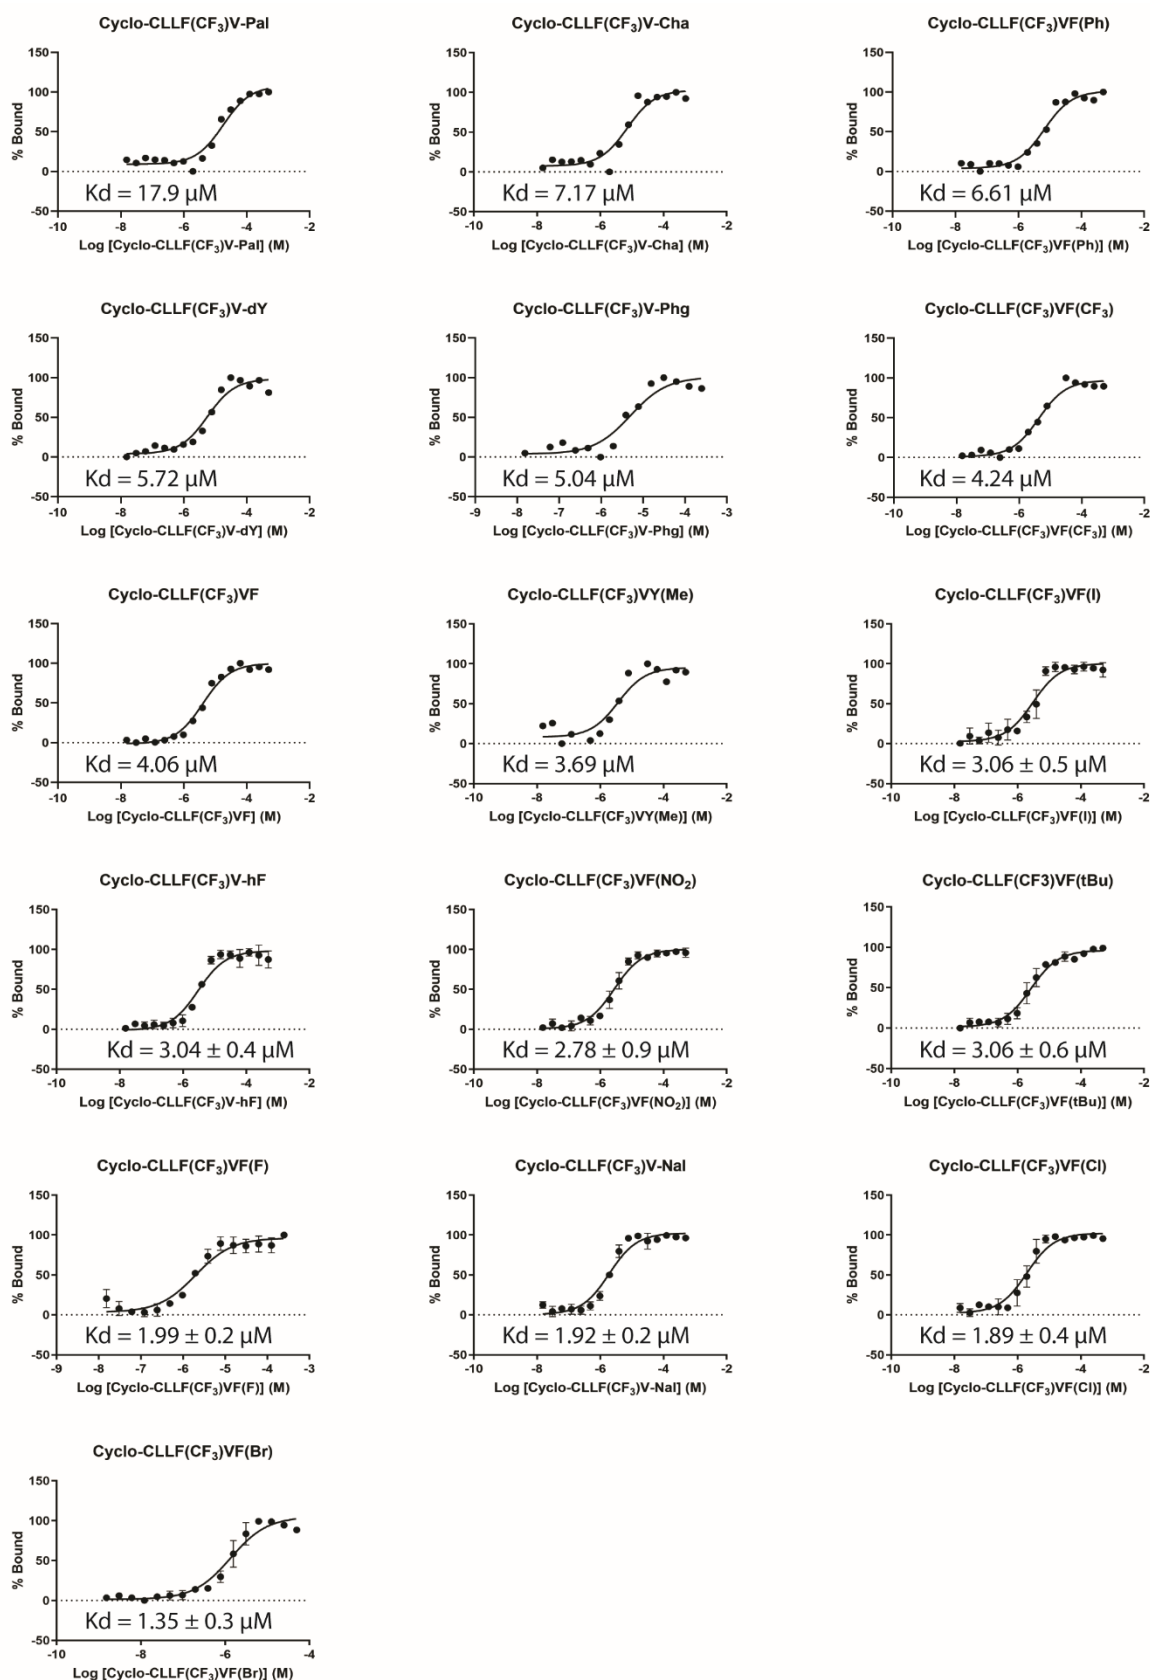 Cyclo-CLLF(CF₃)V-Pal
150
100
50
0
-50
% Bound
Kd = 17.9 µM
-10 -8 -6 -4 -2
Log [Cyclo-CLLF(CF₃)V-Pal] (M)
Cyclo-CLLF(CF₃)V-Cha
150
100
50
0
-50
% Bound
Kd = 7.17 µM
-10 -8 -6 -4 -2
Log [Cyclo-CLLF(CF₃)V-Cha] (M)
Cyclo-CLLF(CF₃)VF(Ph)
150
100
50
0
-50
% Bound
Kd = 6.61 µM
-10 -8 -6 -4 -2
Log [Cyclo-CLLF(CF₃)VF(Ph)] (M)
Cyclo-CLLF(CF₃)V-dY
150
100
50
0
-50
% Bound
Kd = 5.72 µM
-10 -8 -6 -4 -2
Log [Cyclo-CLLF(CF₃)V-dY] (M)
Cyclo-CLLF(CF₃)V-Phg
150
100
50
0
-50
% Bound
Kd = 5.04 µM
-9 -8 -7 -6 -5 -4 -3
Log [Cyclo-CLLF(CF₃)V-Phg] (M)
Cyclo-CLLF(CF₃)VF(CF₃)
150
100
50
0
-50
% Bound
Kd = 4.24 µM
-10 -8 -6 -4 -2
Log [Cyclo-CLLF(CF₃)VF(CF₃)] (M)
Cyclo-CLLF(CF₃)VF
150
100
50
0
-50
% Bound
Kd = 4.06 µM
-10 -8 -6 -4 -2
Log [Cyclo-CLLF(CF₃)VF] (M)
Cyclo-CLLF(CF₃)VY(Me)
150
100
50
0
-50
% Bound
Kd = 3.69 µM
-10 -8 -6 -4 -2
Log [Cyclo-CLLF(CF₃)VY(Me)] (M)
Cyclo-CLLF(CF₃)VF(I)
150
100
50
0
-50
% Bound
Kd = 3.06 ± 0.5 µM
-10 -8 -6 -4 -2
Log [Cyclo-CLLF(CF₃)VF(I)] (M)
Cyclo-CLLF(CF₃)V-hF
150
100
50
0
-50
% Bound
Kd = 3.04 ± 0.4 µM
-10 -8 -6 -4 -2
Log [Cyclo-CLLF(CF₃)V-hF] (M)
Cyclo-CLLF(CF₃)VF(NO₂)
150
100
50
0
-50
% Bound
Kd = 2.78 ± 0.9 µM
-10 -8 -6 -4 -2
Log [Cyclo-CLLF(CF₃)VF(NO₂)] (M)
Cyclo-CLLF(CF3)VF(tBu)
150
100
50
0
-50
% Bound
Kd = 3.06 ± 0.6 µM
-10 -8 -6 -4 -2
Log [Cyclo-CLLF(CF₃)VF(tBu)] (M)
Cyclo-CLLF(CF₃)VF(F)
150
100
50
0
-50
% Bound
Kd = 1.99 ± 0.2 µM
-9 -8 -7 -6 -5 -4 -3
Log [Cyclo-CLLF(CF₃)VF(F)] (M)
Cyclo-CLLF(CF₃)V-Nal
150
100
50
0
-50
% Bound
Kd = 1.92 ± 0.2 µM
-10 -8 -6 -4 -2
Log [Cyclo-CLLF(CF₃)V-Nal] (M)
Cyclo-CLLF(CF₃)VF(Cl)
150
100
50
0
-50
% Bound
Kd = 1.89 ± 0.4 µM
-10 -8 -6 -4 -2
Log [Cyclo-CLLF(CF₃)VF(Cl)] (M)
Cyclo-CLLF(CF₃)VF(Br)
150
100
50
0
-50
% Bound
Kd = 1.35 ± 0.3 µM
-10 -8 -6 -4
Log [Cyclo-CLLF(CF₃)VF(Br)] (M)